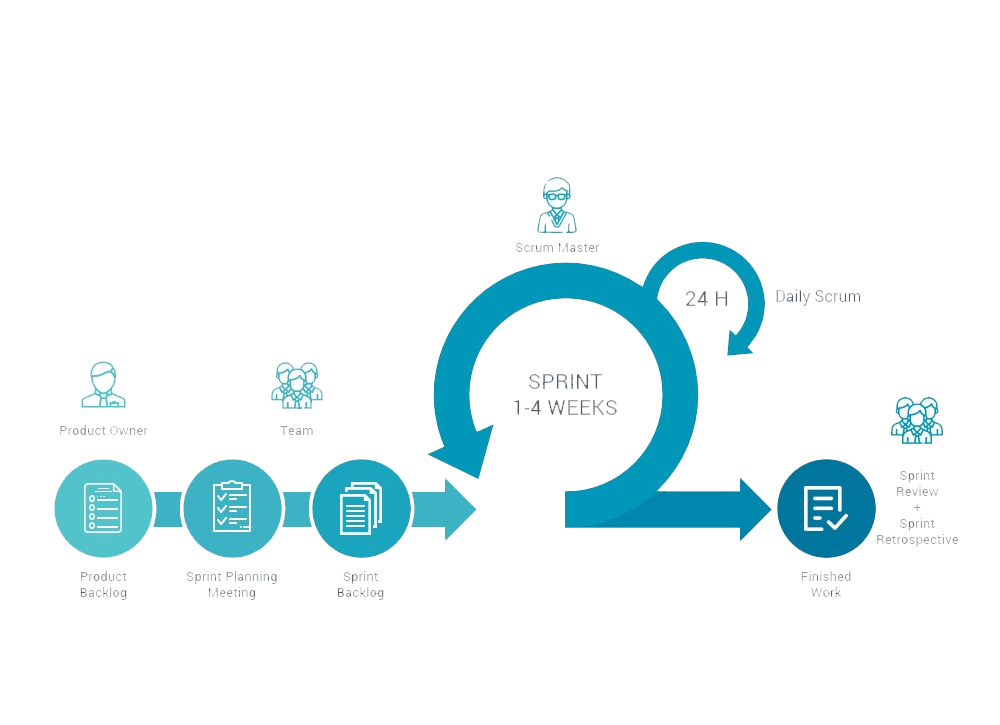 Scrum Master
24 H
Daily Scrum
SPRINT
1-4 WEEKS
Product Owner
Team
Sprint
Review
+
Sprint
Retrospective
Product
Backlog
Sprint Planning
Meeting
Sprint
Backlog
Finished
Work